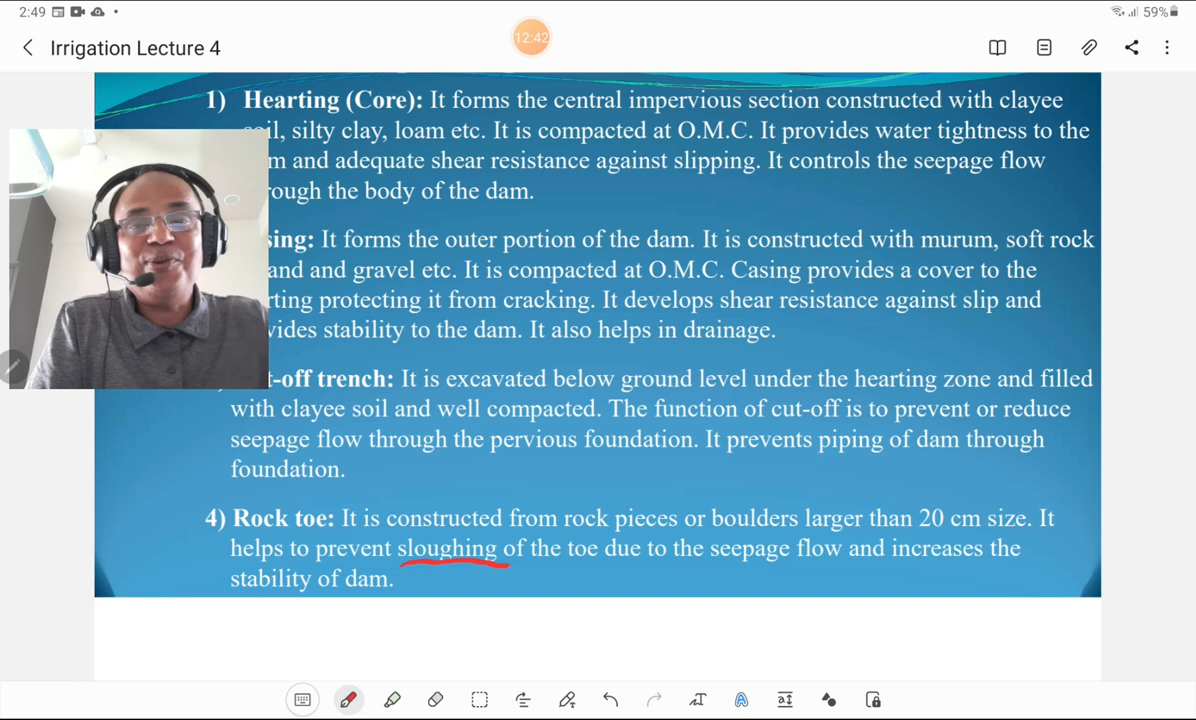 2:49
59%
Irrigation Lecture 4
12:42
1) Hearting (Core): It forms the central impervious section constructed with clayee
soil, silty clay, loam etc. It is compacted at O.M.C. It provides water tightness to the
and adequate shear resistance against slipping. It controls the seepage flow
the body of the dam.
It forms the outer portion of the dam. It is constructed with murum, soft rock
and gravel etc. It is compacted at O.M.C. Casing provides a cover to the
protecting it from cracking. It develops shear resistance against slip and
stability to the dam. It also helps in drainage.
-off trench: It is excavated below ground level under the hearting zone and filled
with clayee soil and well compacted. The function of cut-off is to prevent or reduce
seepage flow through the pervious foundation. It prevents piping of dam through
foundation.
4) Rock toe: It is constructed from rock pieces or boulders larger than 20 cm size. It
helps to prevent sloughing of the toe due to the seepage flow and increases the
stability of dam.